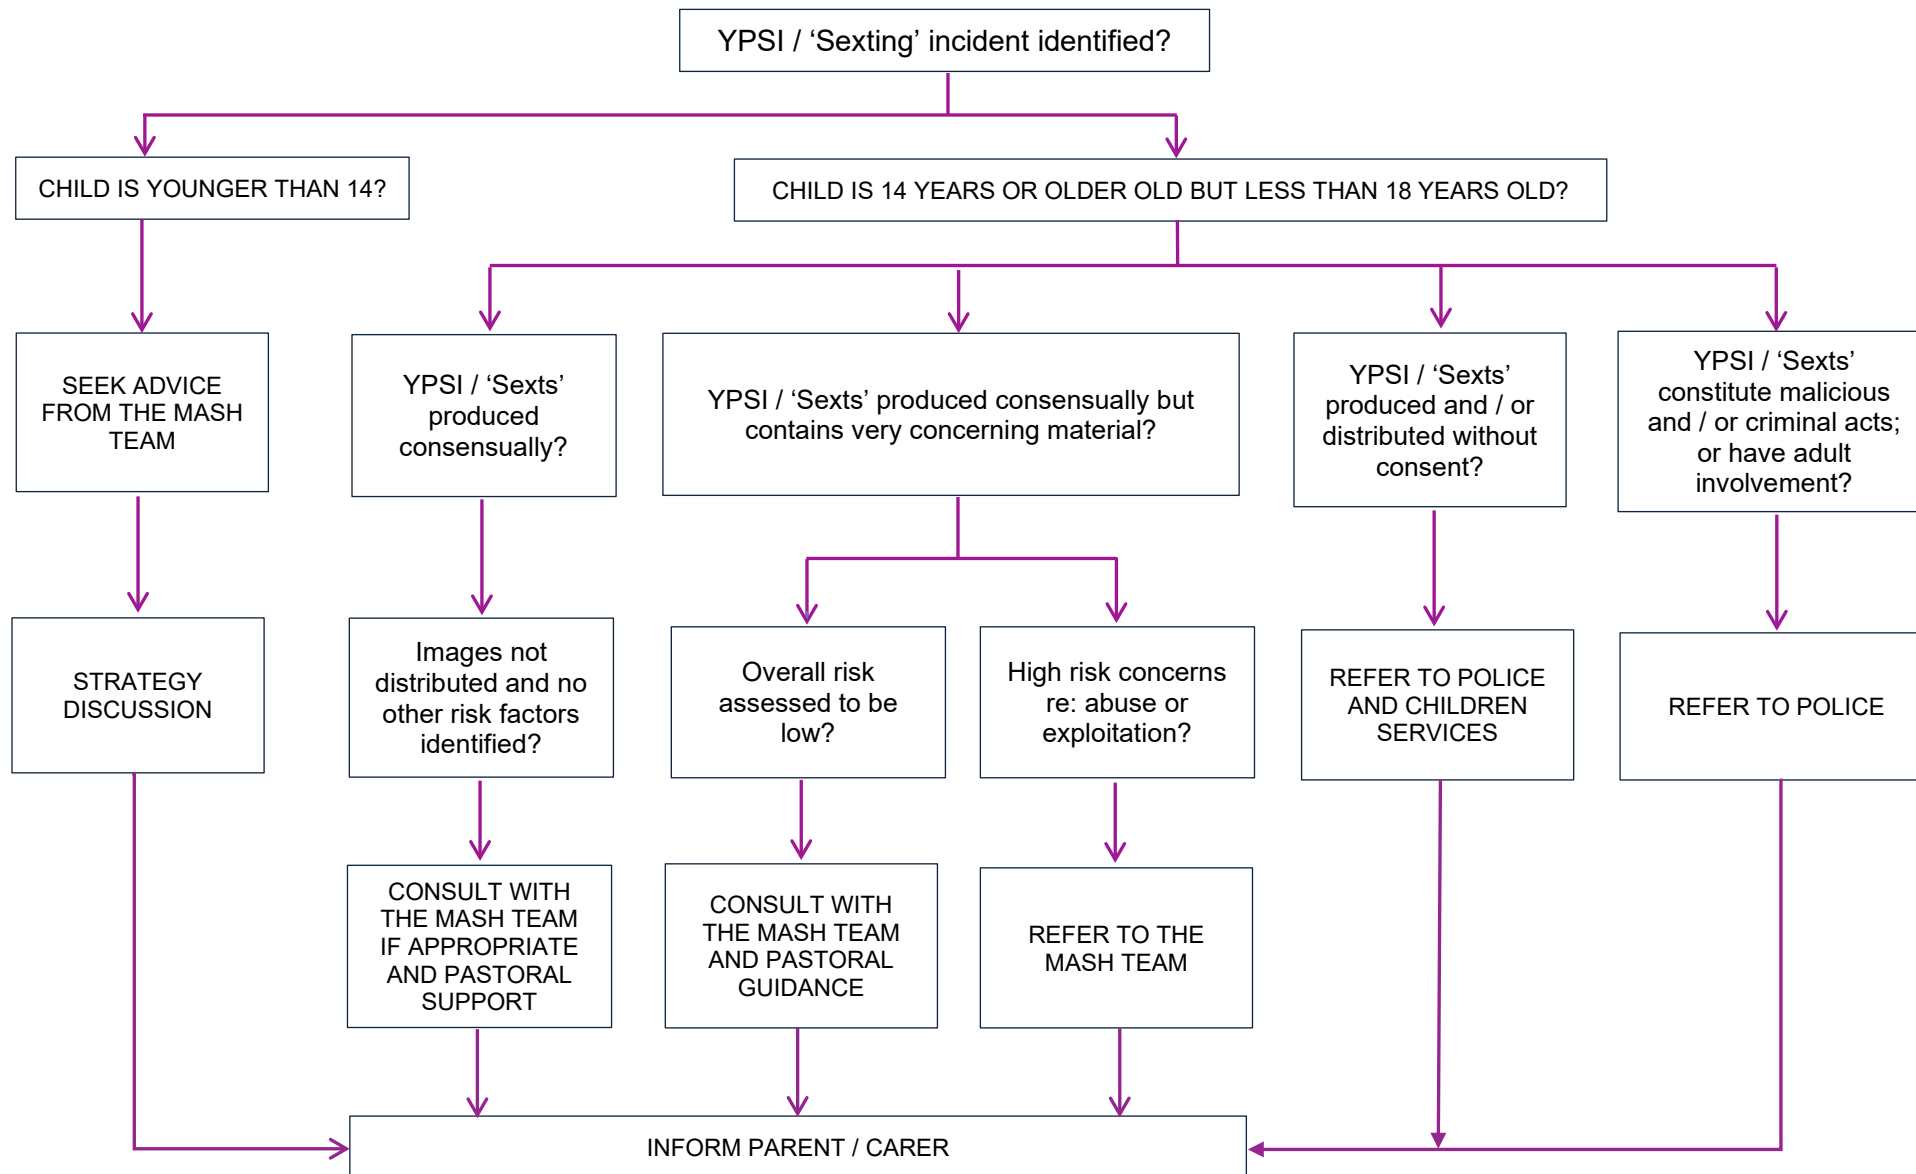 YPSI / ‘Sexting’ incident identified?
CHILD IS YOUNGER THAN 14?
CHILD IS 14 YEARS OR OLDER OLD BUT LESS THAN 18 YEARS OLD?
SEEK ADVICE
FROM THE MASH
TEAM
YPSI / ‘Sexts’
produced
consensually?
YPSI / ‘Sexts’ produced consensually but
contains very concerning material?
YPSI / ‘Sexts’
produced and / or
distributed without
consent?
YPSI / ‘Sexts’
constitute malicious
and / or criminal acts;
or have adult
involvement?
STRATEGY
DISCUSSION
Images not
distributed and no
other risk factors
identified?
Overall risk
assessed to be
low?
High risk concerns
re: abuse or
exploitation?
REFER TO POLICE
AND CHILDREN
SERVICES
REFER TO POLICE
CONSULT WITH
THE MASH TEAM
IF APPROPRIATE
AND PASTORAL
SUPPORT
CONSULT WITH
THE MASH TEAM
AND PASTORAL
GUIDANCE
REFER TO THE
MASH TEAM
INFORM PARENT / CARER